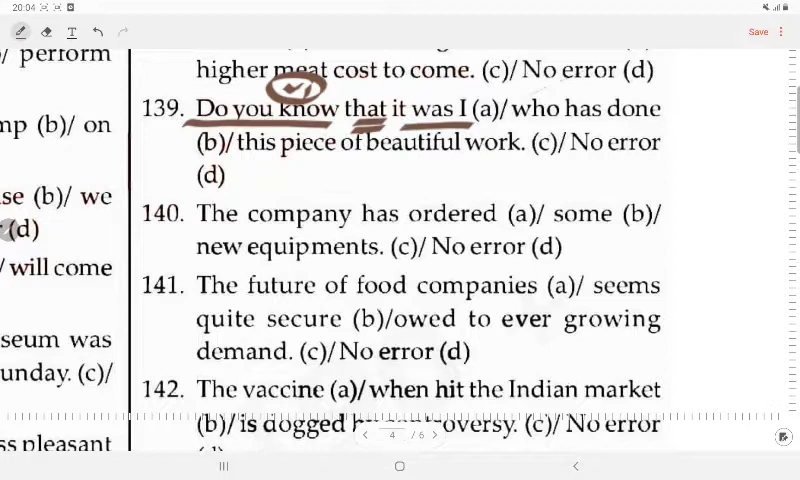 20:04
T
Save
/ perform
higher meat cost to come. (c)/ No error (d)
139. Do you know that it was I (a)/ who has done
mp (b)/ on
(b)/ this piece of beautiful work. (c)/ No error
(d)
se (b)/ we
140. The company has ordered (a)/ some (b)/
(d)
new equipments. (c)/ No error (d)
/ will come
141. The future of food companies (a)/ seems
quite secure (b)/owed to ever growing
seum was
demand. (c)/ No error (d)
unday. (c)/
142. The vaccine (a)/ when hit the Indian market
(b)/ is dogged controversy. (c)/ No error
ss pleasant
< 4 / 6 >